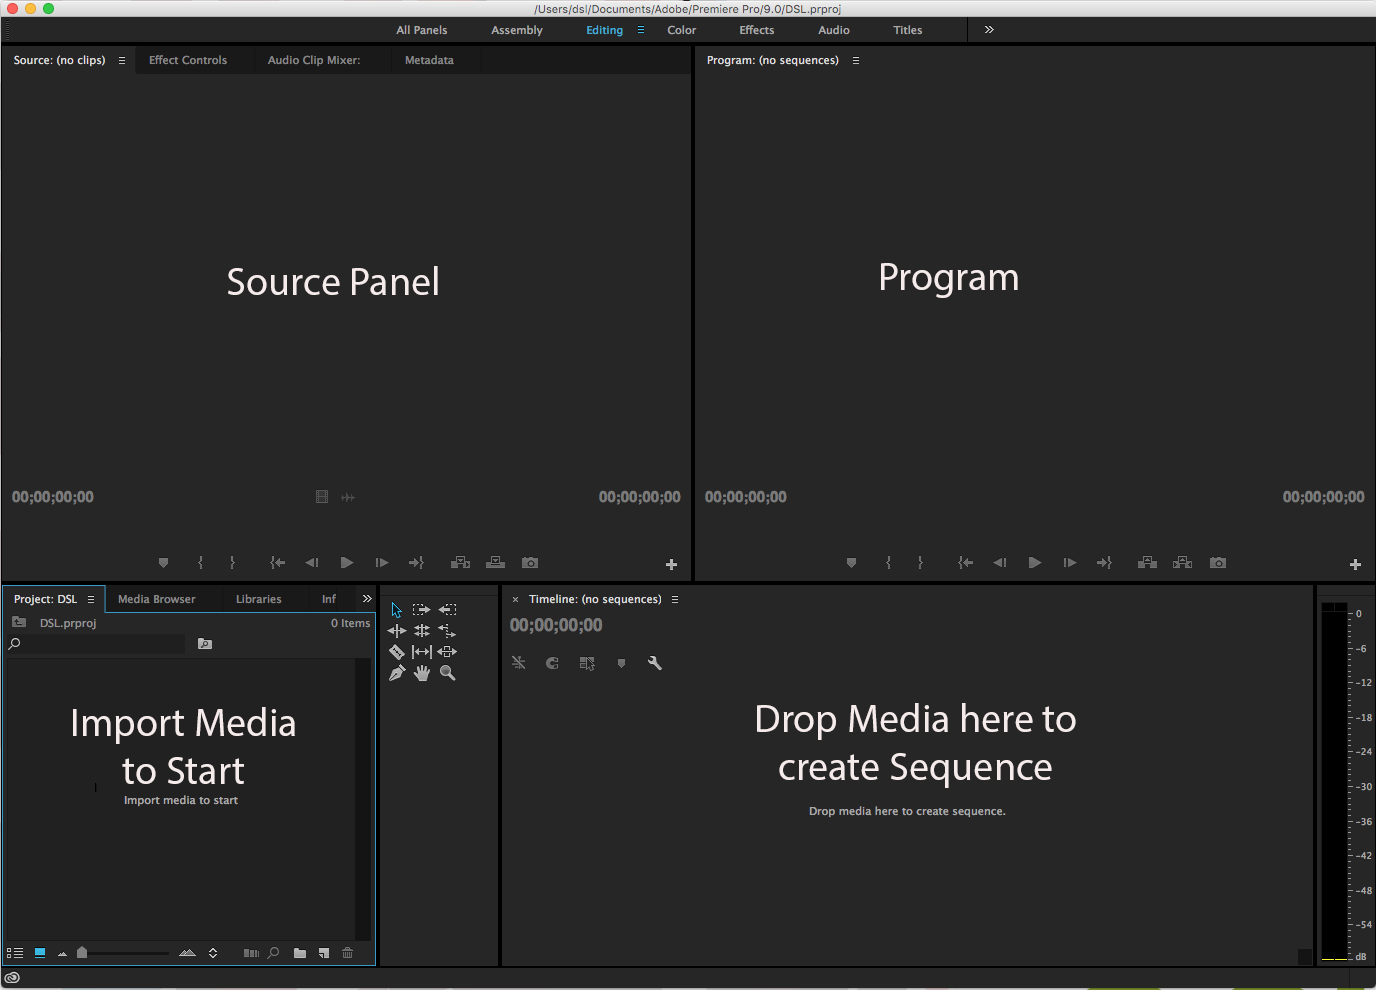 /Users/dsl/Documents/Adobe/Premiere Pro/9.0/DSL.prproj
All Panels Assembly Editing Color Effects Audio Titles
Source: (no clips) Effect Controls Audio Clip Mixer: Metadata
Program: (no sequences)
Source Panel
Program
00;00;00;00 00;00;00;00
00;00;00;00 00;00;00;00
Project: DSL Media Browser Libraries Inf
DSL.prproj 0 Items
Import Media
to Start
Import media to start
Timeline: (no sequences)
00;00;00;00
Drop Media here to
create Sequence
Drop media here to create sequence.
0
-6
-12
-18
-24
-30
-36
-42
-48
-54
dB